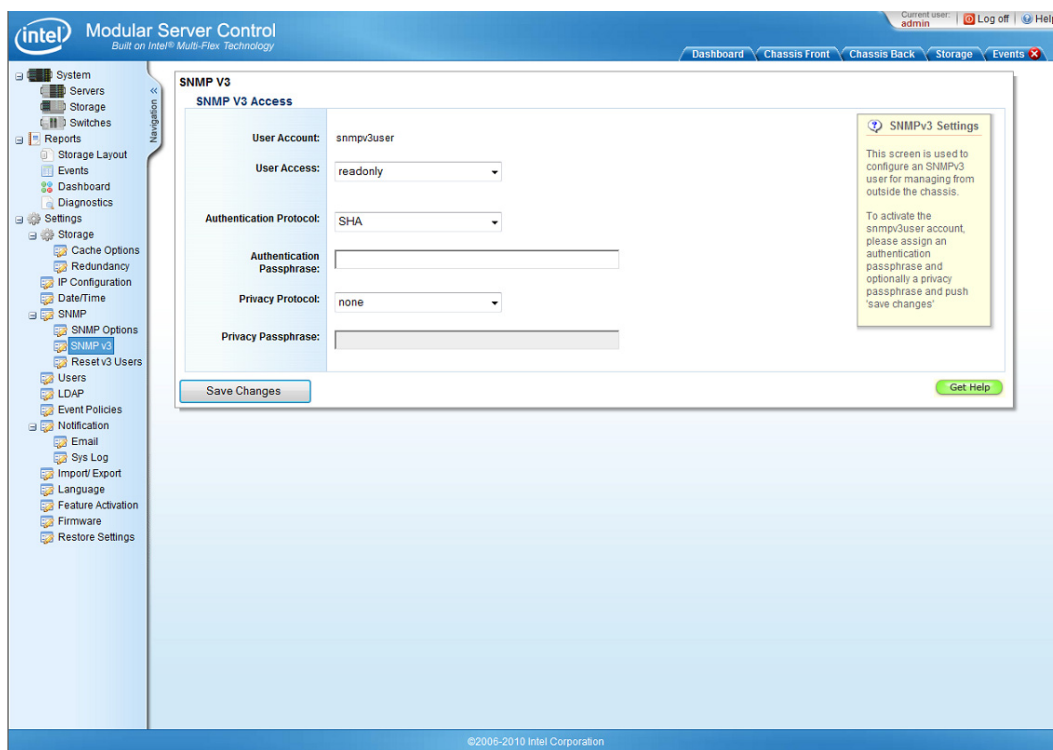 intel
Modular Server Control
Built on Intel® Multi-Flex Technology
Current user:
admin
Log off
Help
Dashboard
Chassis Front
Chassis Back
Storage
Events
System
Servers
Storage
Switches
Reports
Storage Layout
Events
Dashboard
Diagnostics
Settings
Storage
Cache Options
Redundancy
IP Configuration
Date/Time
SNMP
SNMP Options
SNMP v3
Reset v3 Users
Users
LDAP
Event Policies
Notification
Email
Sys Log
Import/ Export
Language
Feature Activation
Firmware
Restore Settings
«
Navigation
SNMP V3
SNMP V3 Access
User Account: snmpv3user
User Access: readonly
Authentication Protocol: SHA
Authentication
Passphrase:
Privacy Protocol: none
Privacy Passphrase:
Save Changes
SNMPv3 Settings
This screen is used to
configure an SNMPv3
user for managing from
outside the chassis.
To activate the
snmpv3user account,
please assign an
authentication
passphrase and
optionally a privacy
passphrase and push
'save changes'
Get Help
©2006-2010 Intel Corporation